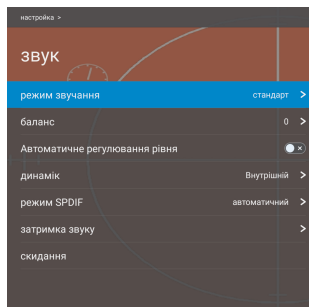 настройка >
звук
режим звучання стандарт >
баланс 0 >
Автоматичне регулювання рівня
динамік Внутрішній >
режим SPDIF автоматичний >
затримка звуку >
скидання